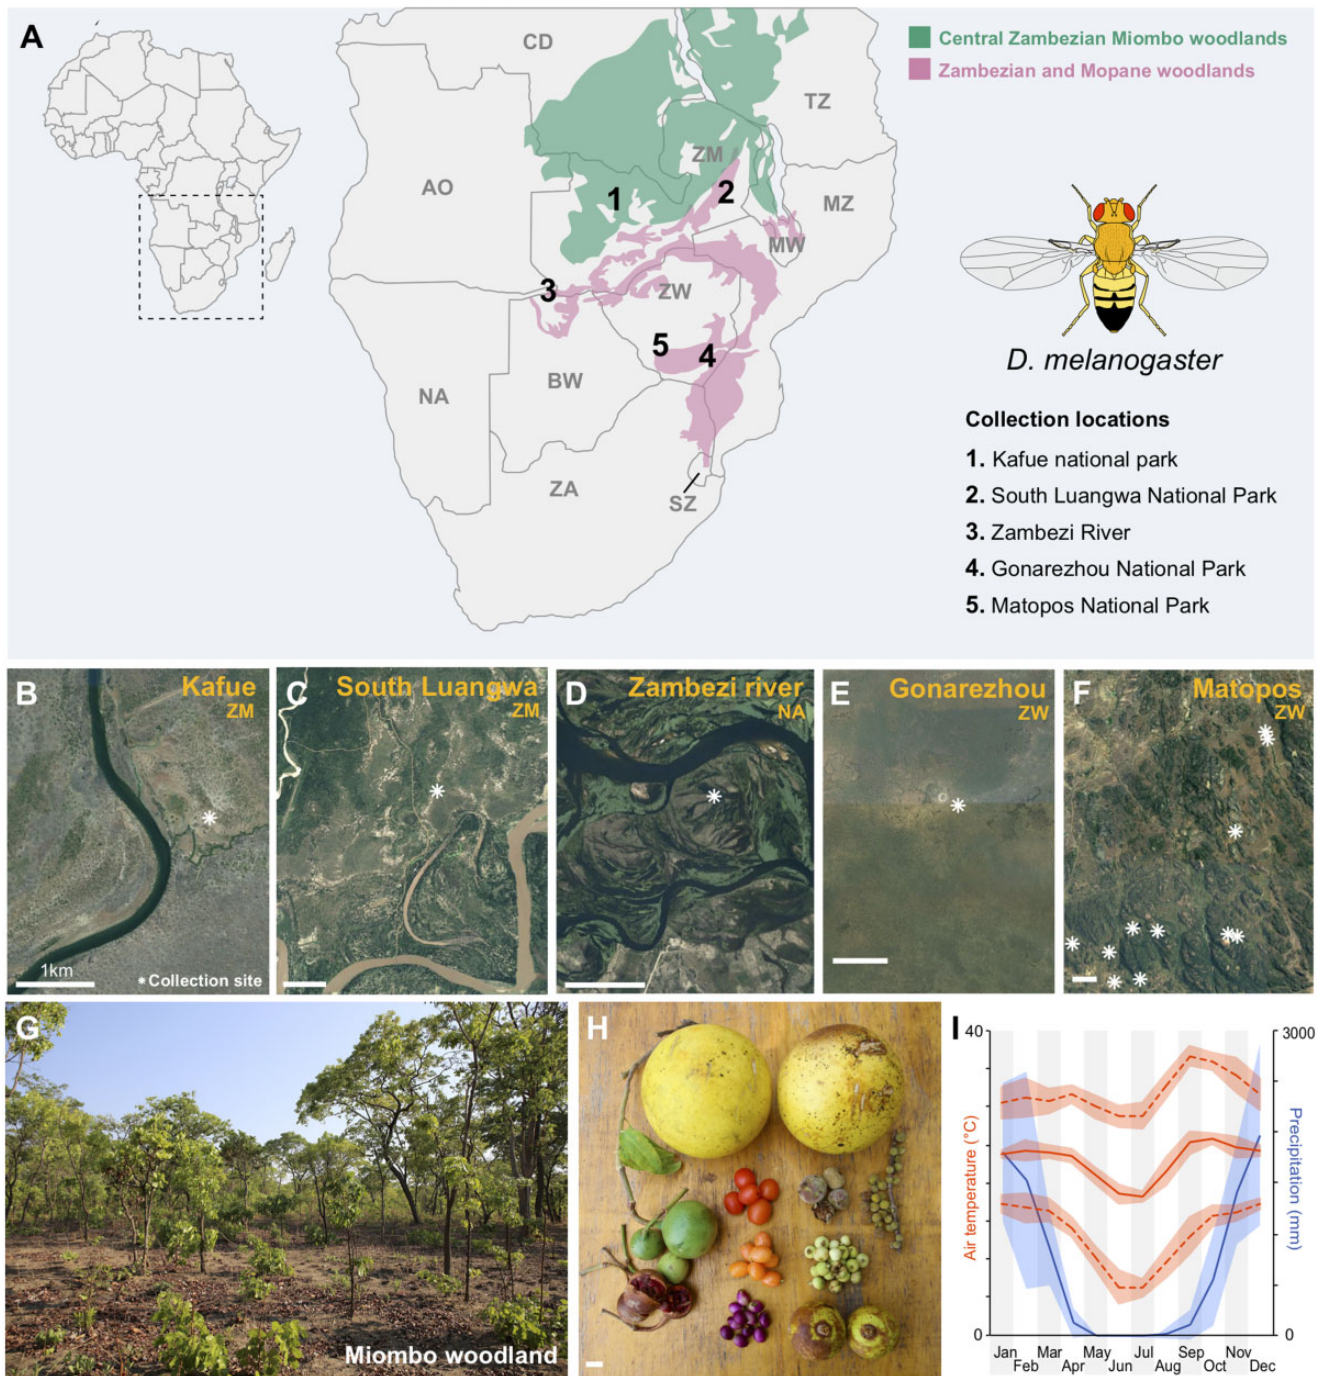 A
CD
TZ
ZM
AO
MZ
MW
ZW
NA
BW
ZA
SZ
1
2
3
4
5
Central Zambezian Miombo woodlands
Zambezian and Mopane woodlands
D. melanogaster
Collection locations
1. Kafue national park
2. South Luangwa National Park
3. Zambezi River
4. Gonarezhou National Park
5. Matopos National Park
B
Kafue
ZM
1km
* Collection site
C
South Luangwa
ZM
D
Zambezi river
NA
E
Gonarezhou
ZW
F
Matopos
ZW
G
Miombo woodland
H
I
40
0
Air temperature (°C)
3000
0
Precipitation (mm)
Jan Mar May Jul Sep Nov
Feb Apr Jun Aug Oct Dec